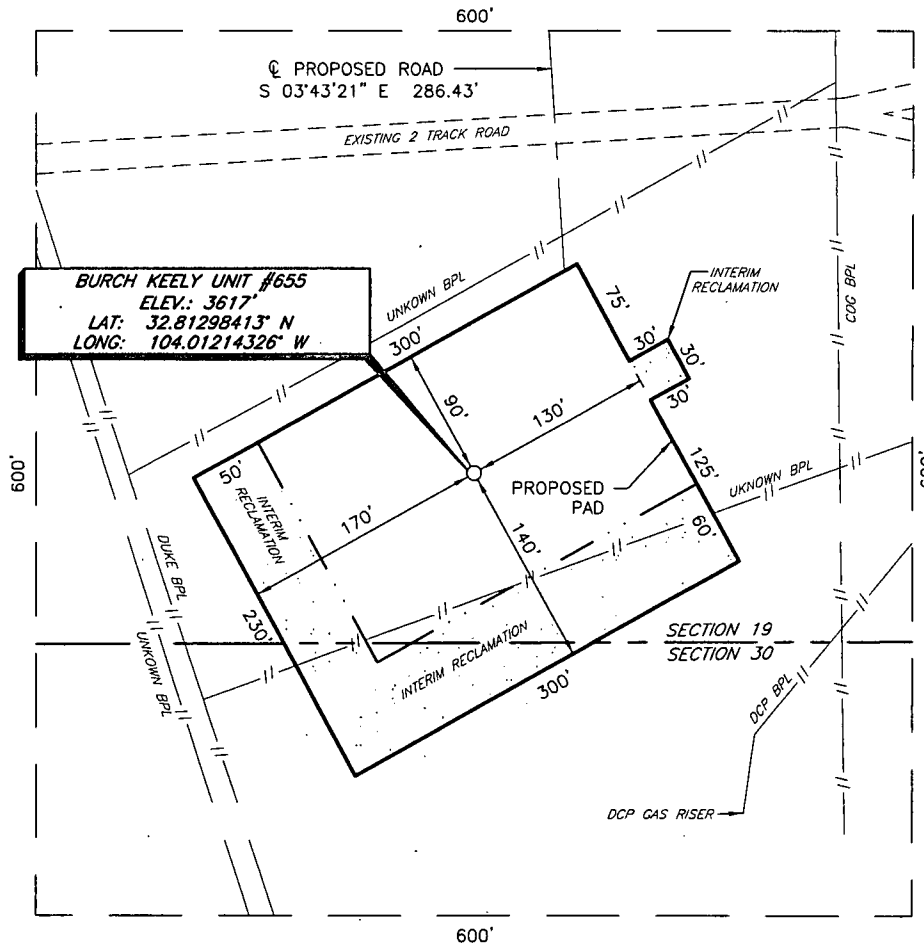 600'
℄ PROPOSED ROAD
S 03°43'21" E 286.43'
EXISTING 2 TRACK ROAD
BURCH KEELY UNIT #655
ELEV.: 3617'
LAT: 32.81298413° N
LONG: 104.01214326° W
UNKOWN BPL
300'
75'
INTERIM
RECLAMATION
30'
30'
30'
COG BPL
90'
130'
600'
600'
50'
INTERIM
RECLAMATION
170'
PROPOSED
PAD
125'
UKNOWN BPL
60'
140'
DUKE BPL
UNKOWN BPL
230'
INTERIM RECLAMATION
300'
SECTION 19
SECTION 30
DCP BPL
DCP GAS RISER
600'